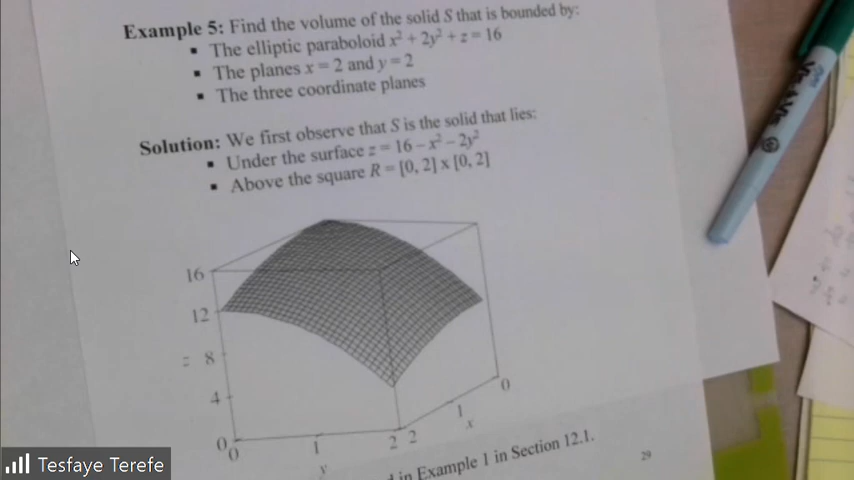 Example 5: Find the volume of the solid S that is bounded by:
▪ The elliptic paraboloid x² + 2y² + z = 16
▪ The planes x = 2 and y = 2
▪ The three coordinate planes
Solution: We first observe that S is the solid that lies:
▪ Under the surface z = 16 – x² – 2y²
▪ Above the square R = [0, 2] x [0, 2]
16
12
z 8
4
0
0 1 2 2 1 0
y x
in Example 1 in Section 12.1.
29
Tesfaye Terefe